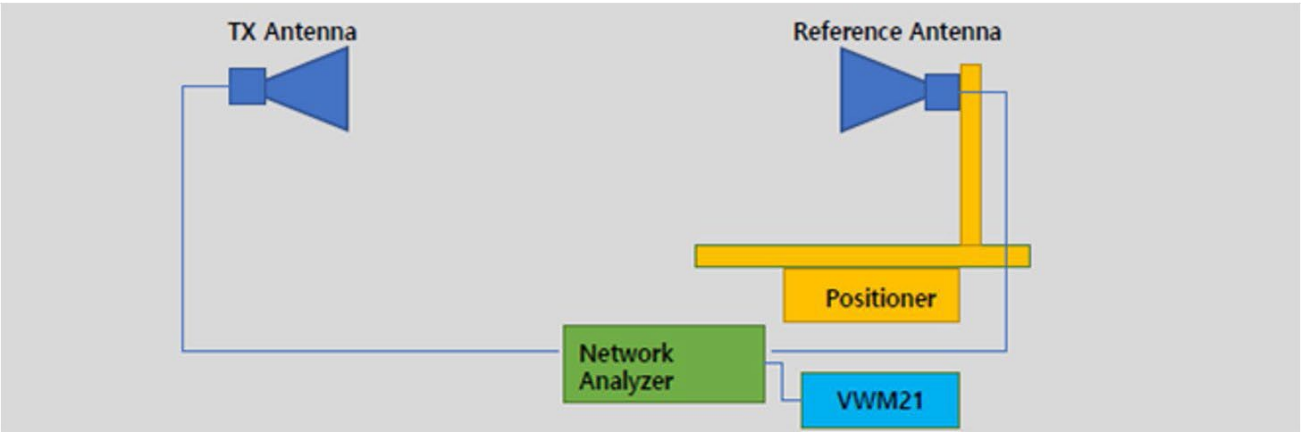 TX Antenna
Reference Antenna
Positioner
Network
Analyzer
VWM21